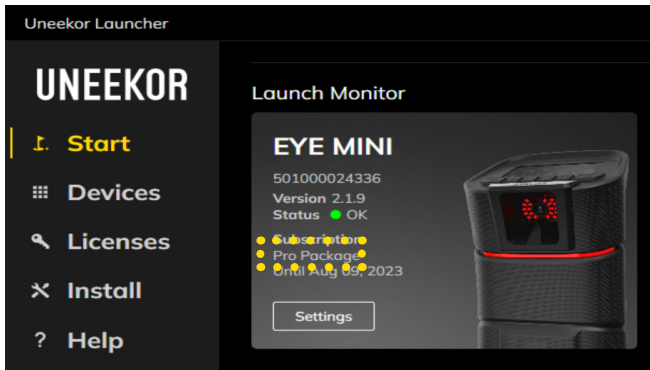 Uneekor Launcher
UNEEKOR
Start
Devices
Licenses
Install
Help
Launch Monitor
EYE MINI
501000024336
Version 2.1.9
Status OK
Subscription
Pro Package
Until Aug 09, 2023
Settings